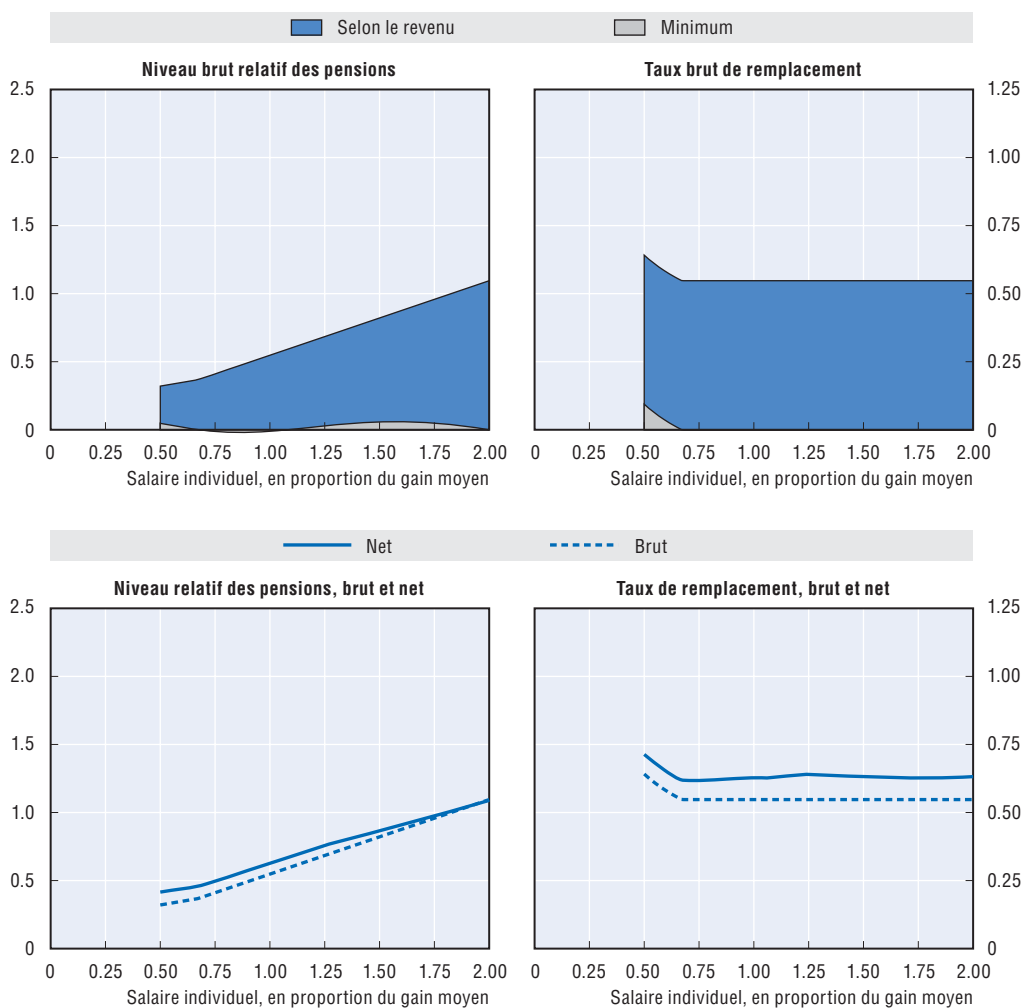 Selon le revenu Minimum
Niveau brut relatif des pensions
Taux brut de remplacement
2.5
2.0
1.5
1.0
0.5
0
0 0.25 0.50 0.75 1.00 1.25 1.50 1.75 2.00
Salaire individuel, en proportion du gain moyen
1.25
1.00
0.75
0.50
0.25
0
0 0.25 0.50 0.75 1.00 1.25 1.50 1.75 2.00
Salaire individuel, en proportion du gain moyen
Net Brut
Niveau relatif des pensions, brut et net
Taux de remplacement, brut et net
2.5
2.0
1.5
1.0
0.5
0
0 0.25 0.50 0.75 1.00 1.25 1.50 1.75 2.00
Salaire individuel, en proportion du gain moyen
1.25
1.00
0.75
0.50
0.25
0
0 0.25 0.50 0.75 1.00 1.25 1.50 1.75 2.00
Salaire individuel, en proportion du gain moyen